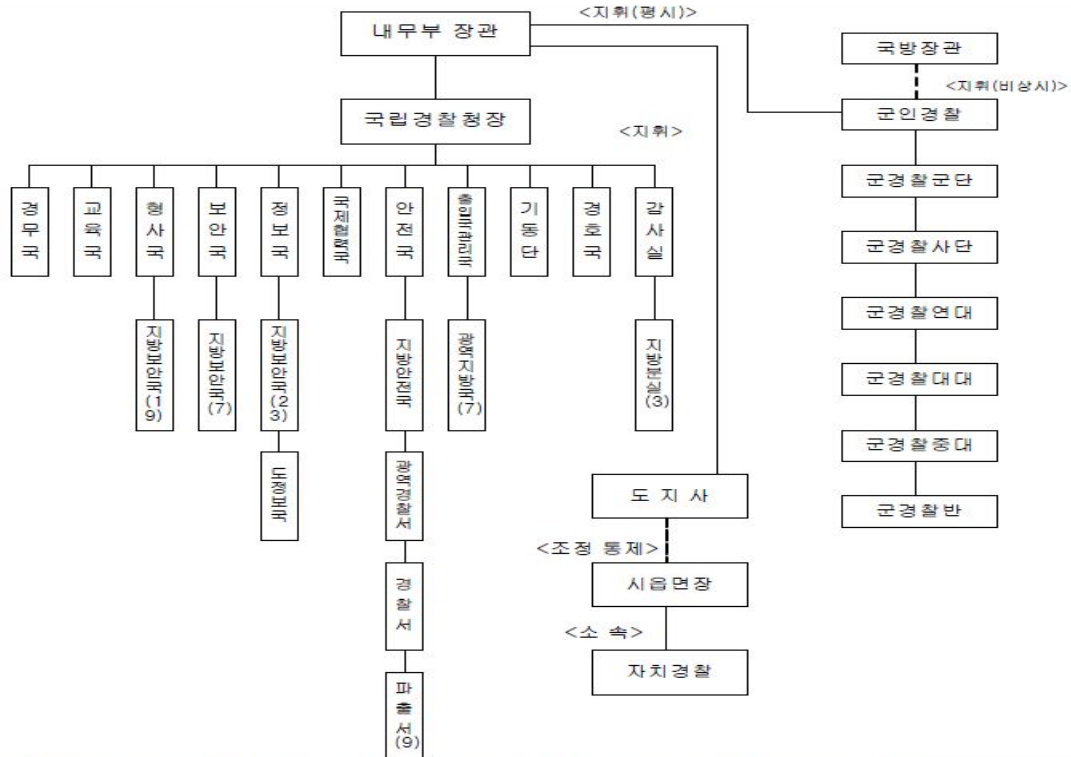 내무부 장관
<지휘(평시)>
국방장관
<지휘(비상시)>
국립경찰청장
<지휘>
군인경찰
경무국
교육국
형사국
보안국
정보국
국제협력국
안전국
출입국관리국
기동단
경호국
감사실
군경찰군단
군경찰사단
군경찰연대
군경찰대대
군경찰중대
군경찰반
지방보안국(19)
지방보안국(7)
지방보안국(23)
지방안전국
광역지방국(7)
지방분실(3)
도정보국
광역경찰서
경찰서
파출서(9)
도 지 사
<조정 통제>
시읍면장
<소 속>
자치경찰